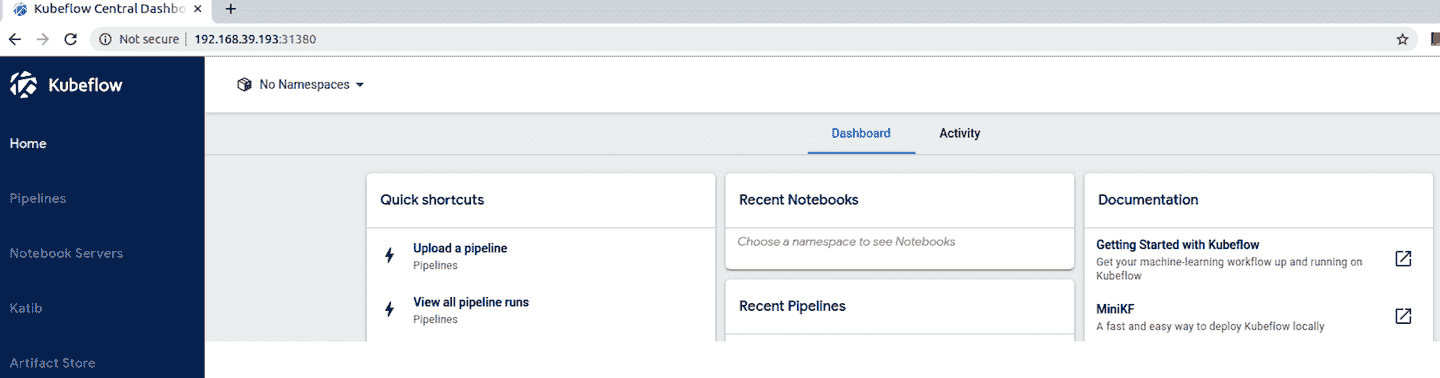 Kubeflow Central Dashbo
Not secure
192.168.39.193:31380
Kubeflow
No Namespaces
Home
Pipelines
Notebook Servers
Katib
Artifact Store
Dashboard
Activity
Quick shortcuts
Upload a pipeline
Pipelines
View all pipeline runs
Pipelines
Recent Notebooks
Choose a namespace to see Notebooks
Recent Pipelines
Documentation
Getting Started with Kubeflow
Get your machine-learning workflow up and running on
Kubeflow
MiniKF
A fast and easy way to deploy Kubeflow locally